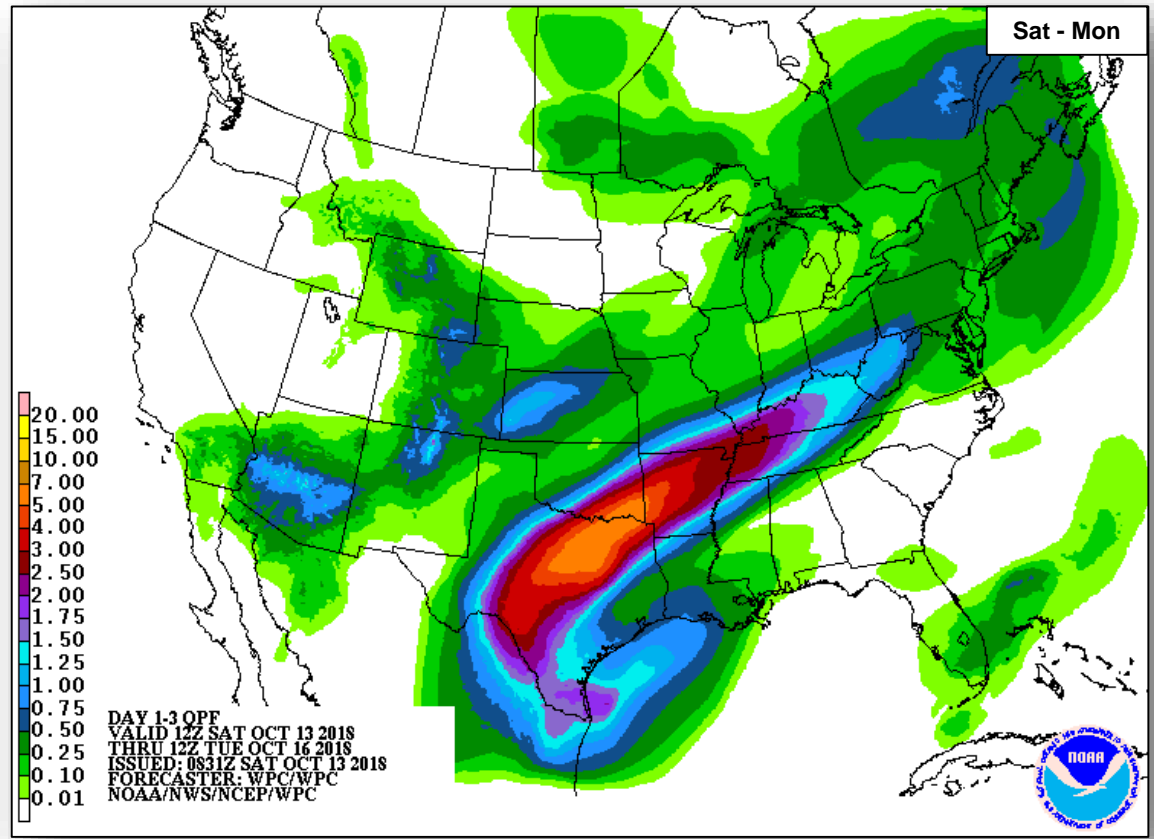 Sat - Mon
20.00
15.00
10.00
7.00
5.00
4.00
3.00
2.50
2.00
1.75
1.50
1.25
1.00
0.75
0.50
0.25
0.10
0.01
DAY 1-3 QPF
VALID 12Z SAT OCT 13 2018
THRU 12Z TUE OCT 16 2018
ISSUED: 0831Z SAT OCT 13 2018
FORECASTER: WPC/WPC
NOAA/NWS/NCEP/WPC
NOAA